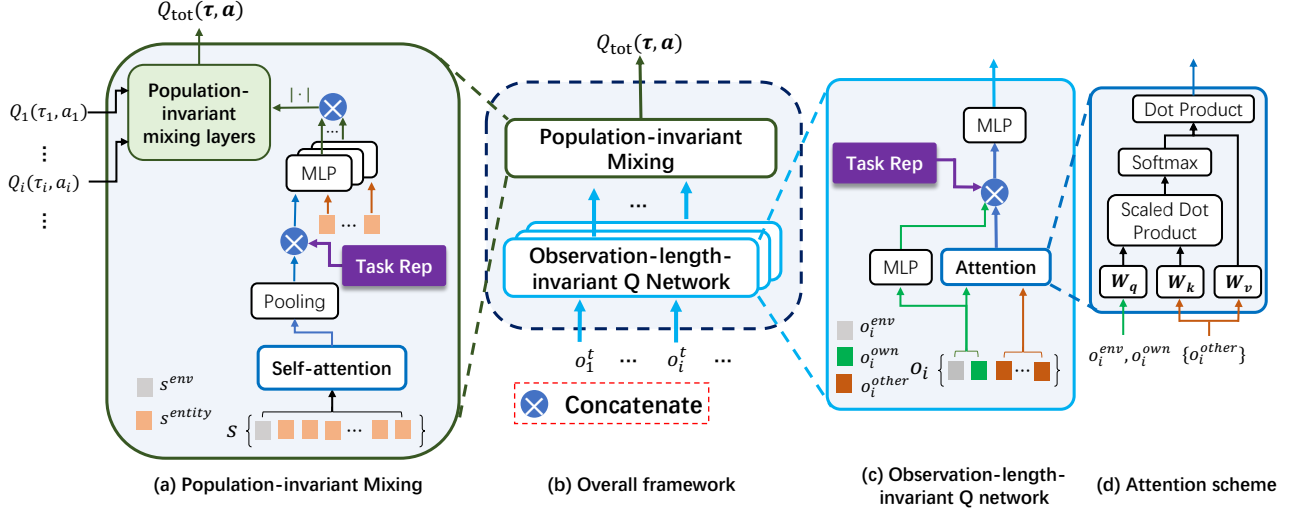 Q_tot(τ, a)
Q_1(τ_1, a_1)
⋮
Q_i(τ_i, a_i)
⋮
Population-
invariant
mixing layers
|·|
...
MLP
...
Task Rep
Pooling
Self-attention
s^env
s^entity
S { ... }
(a) Population-invariant Mixing
Q_tot(τ, a)
Population-invariant
Mixing
...
Observation-length-
invariant Q Network
o_1^t ... o_i^t ...
Concatenate
(b) Overall framework
MLP
Task Rep
MLP
Attention
o_i^env
o_i^own
o_i^other
O_i { ... }
(c) Observation-length-
invariant Q network
Dot Product
Softmax
Scaled Dot
Product
W_q
W_k
W_v
o_i^env, o_i^own {o_i^other}
(d) Attention scheme